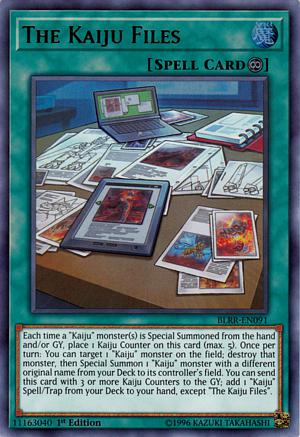 The Kaiju Files
[Spell Card]
BLRR-EN091
Each time a "Kaiju" monster(s) is Special Summoned from the hand
and/or GY, place 1 Kaiju Counter on this card (max. 5). Once per
turn: You can target 1 "Kaiju" monster on the field; destroy that
monster, then Special Summon 1 "Kaiju" monster with a different
original name from your Deck to its controller's field. You can send
this card with 3 or more Kaiju Counters to the GY; add 1 "Kaiju"
Spell/Trap from your Deck to your hand, except "The Kaiju Files".
11163040 1st Edition ©1996 KAZUKI TAKAHASHI